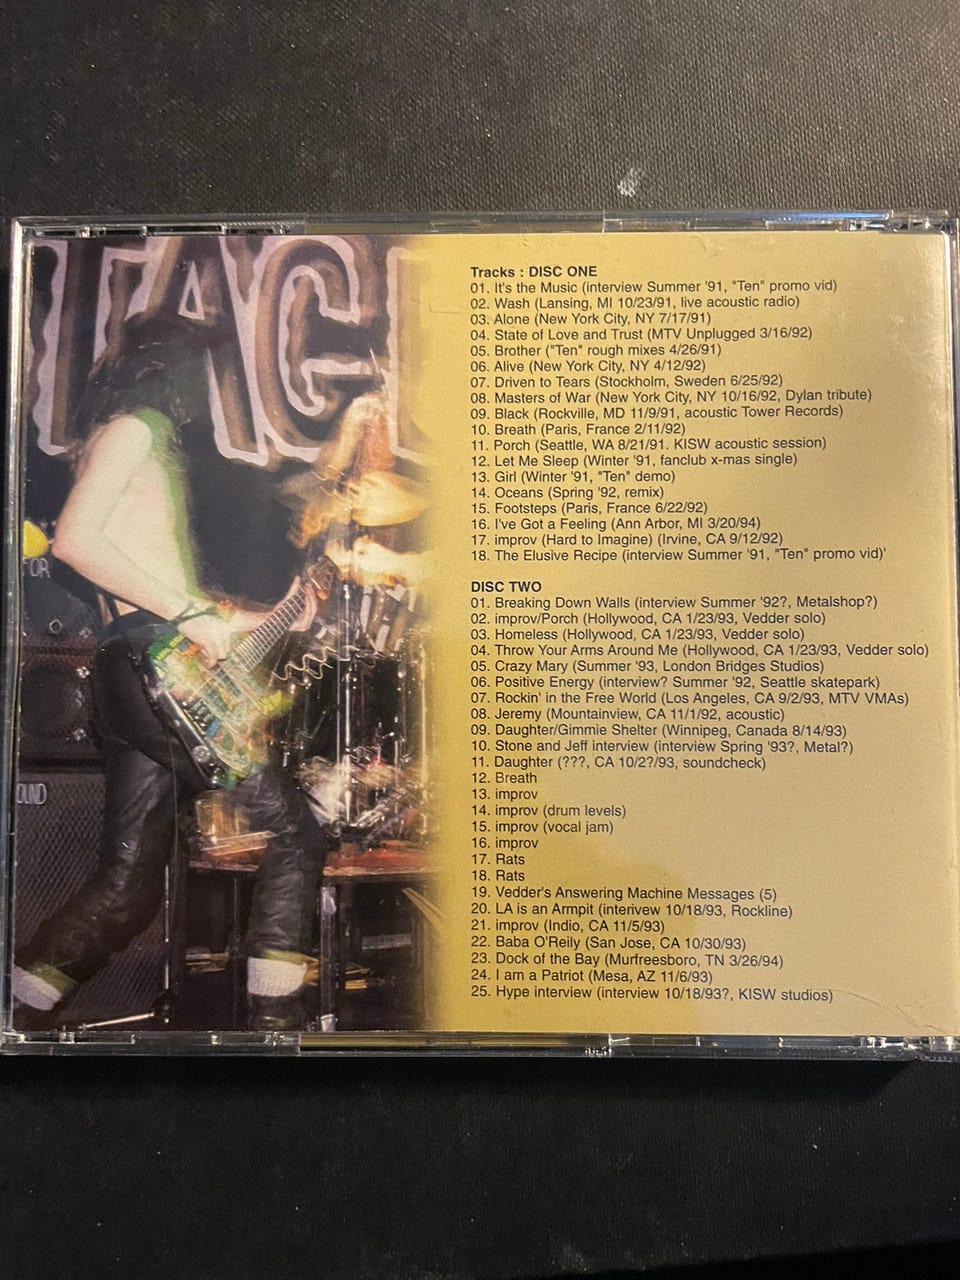 TAG
FOR
OUND
Tracks : DISC ONE
01. It's the Music (interview Summer '91, "Ten" promo vid)
02. Wash (Lansing, MI 10/23/91, live acoustic radio)
03. Alone (New York City, NY 7/17/91)
04. State of Love and Trust (MTV Unplugged 3/16/92)
05. Brother ("Ten" rough mixes 4/26/91)
06. Alive (New York City, NY 4/12/92)
07. Driven to Tears (Stockholm, Sweden 6/25/92)
08. Masters of War (New York City, NY 10/16/92, Dylan tribute)
09. Black (Rockville, MD 11/9/91, acoustic Tower Records)
10. Breath (Paris, France 2/11/92)
11. Porch (Seattle, WA 8/21/91. KISW acoustic session)
12. Let Me Sleep (Winter '91, fanclub x-mas single)
13. Girl (Winter '91, "Ten" demo)
14. Oceans (Spring '92, remix)
15. Footsteps (Paris, France 6/22/92)
16. I've Got a Feeling (Ann Arbor, MI 3/20/94)
17. improv (Hard to Imagine) (Irvine, CA 9/12/92)
18. The Elusive Recipe (interview Summer '91, "Ten" promo vid)'
DISC TWO
01. Breaking Down Walls (interview Summer '92?, Metalshop?)
02. improv/Porch (Hollywood, CA 1/23/93, Vedder solo)
03. Homeless (Hollywood, CA 1/23/93, Vedder solo)
04. Throw Your Arms Around Me (Hollywood, CA 1/23/93, Vedder solo)
05. Crazy Mary (Summer '93, London Bridges Studios)
06. Positive Energy (interview? Summer '92, Seattle skatepark)
07. Rockin' in the Free World (Los Angeles, CA 9/2/93, MTV VMAs)
08. Jeremy (Mountainview, CA 11/1/92, acoustic)
09. Daughter/Gimmie Shelter (Winnipeg, Canada 8/14/93)
10. Stone and Jeff interview (interview Spring '93?, Metal?)
11. Daughter (???, CA 10/2?/93, soundcheck)
12. Breath
13. improv
14. improv (drum levels)
15. improv (vocal jam)
16. improv
17. Rats
18. Rats
19. Vedder's Answering Machine Messages (5)
20. LA is an Armpit (interivew 10/18/93, Rockline)
21. improv (Indio, CA 11/5/93)
22. Baba O'Reily (San Jose, CA 10/30/93)
23. Dock of the Bay (Murfreesboro, TN 3/26/94)
24. I am a Patriot (Mesa, AZ 11/6/93)
25. Hype interview (interview 10/18/93?, KISW studios)